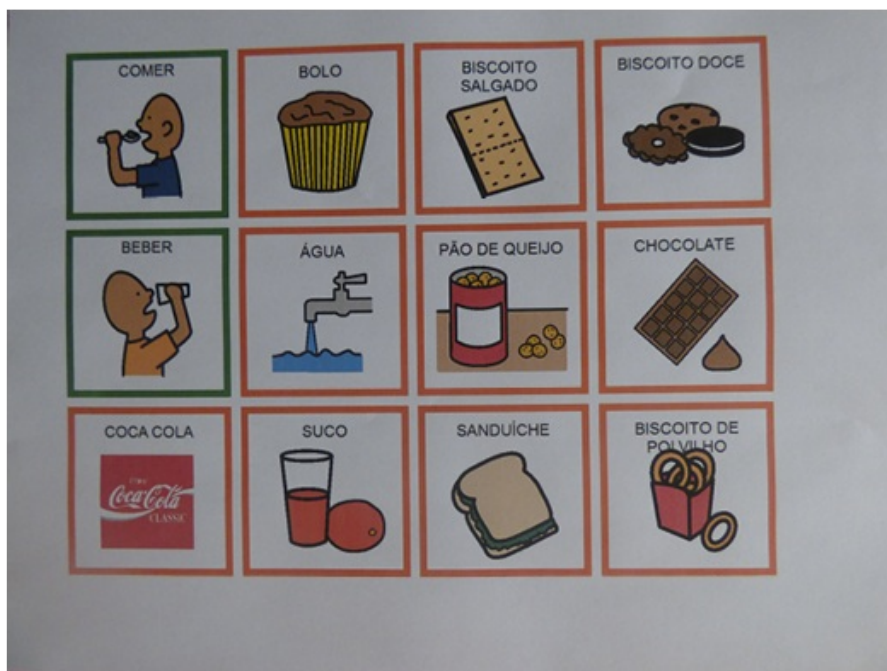 COMER
BOLO
BISCOITO
SALGADO
BISCOITO DOCE
BEBER
ÁGUA
PÃO DE QUEIJO
CHOCOLATE
COCA COLA
Coca-Cola
CLASSIC
SUCO
SANDUÍCHE
BISCOITO DE
POLVILHO